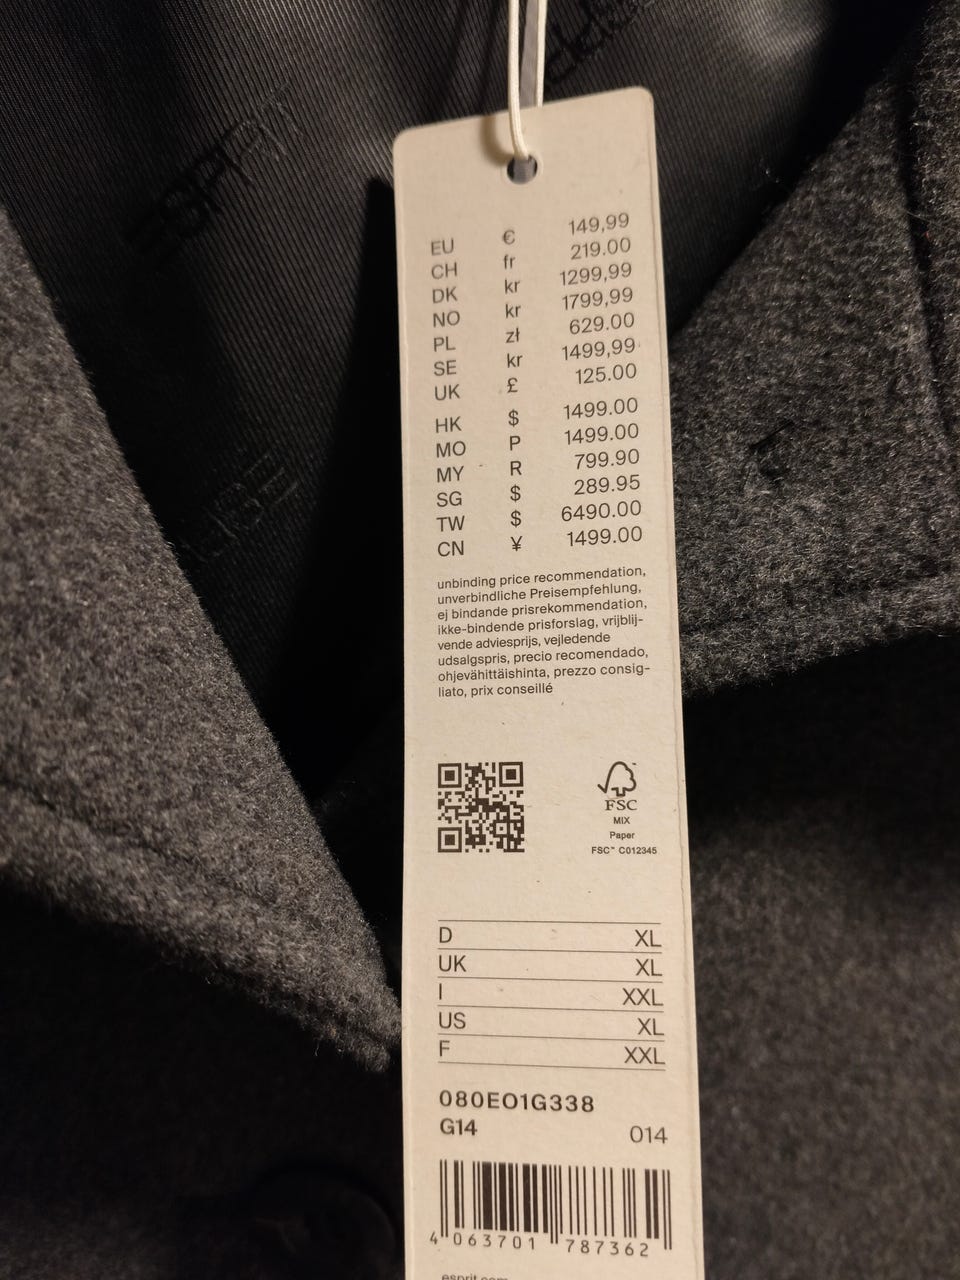 EU € 149,99
CH fr 219.00
DK kr 1299,99
NO kr 1799,99
PL zł 629.00
SE kr 1499,99
UK £ 125.00
HK $ 1499.00
MO P 1499.00
MY R 799.90
SG $ 289.95
TW $ 6490.00
CN ¥ 1499.00
unbinding price recommendation,
unverbindliche Preisempfehlung,
ej bindande prisrekommendation,
ikke-bindende prisforslag, vrijblij-
vende adviesprijs, vejledende
udsalgspris, precio recomendado,
ohjevähittäishinta, prezzo consig-
liato, prix conseillé
FSC
MIX
Paper
FSC™ C012345
D XL
UK XL
I XXL
US XL
F XXL
080EO1G338
G14 014
4 063701 787362
esprit.com